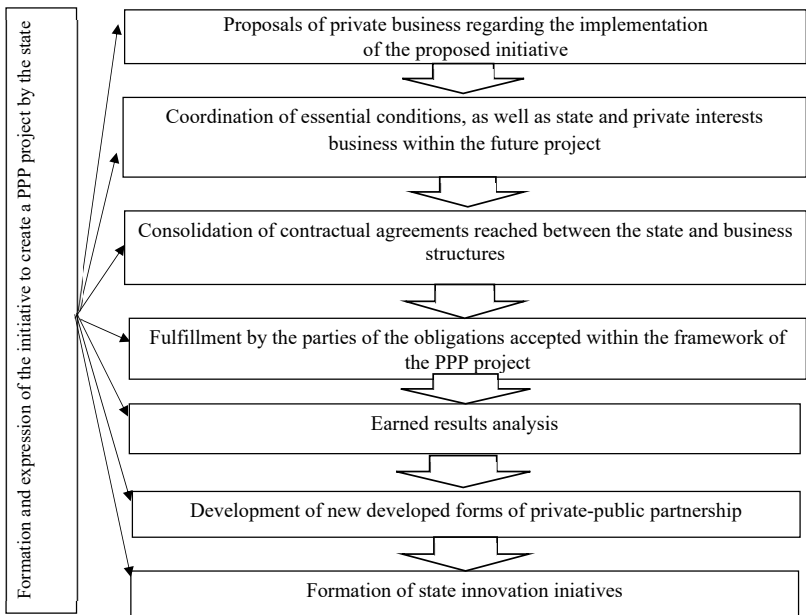 Formation and expression of the initiative to create a PPP project by the state
Proposals of private business regarding the implementation
of the proposed initiative
Coordination of essential conditions, as well as state and private interests
business within the future project
Consolidation of contractual agreements reached between the state and business
structures
Fulfillment by the parties of the obligations accepted within the framework of
the PPP project
Earned results analysis
Development of new developed forms of private-public partnership
Formation of state innovation iniatives